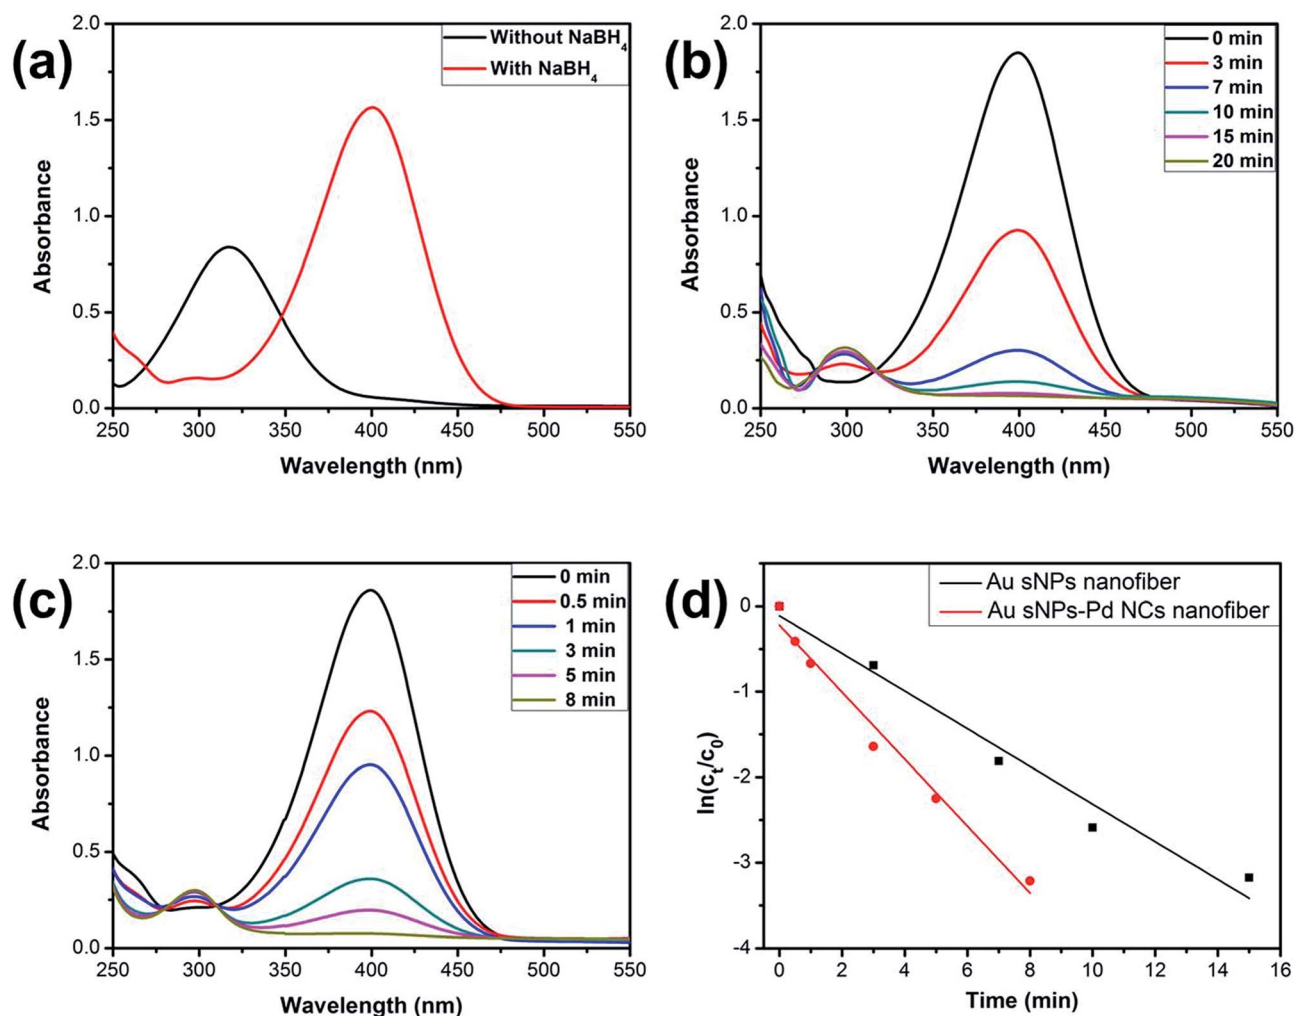 (a)
2.0
1.5
1.0
0.5
0.0
Absorbance
Without NaBH₄
With NaBH₄
250 300 350 400 450 500 550
Wavelength (nm)
(b)
2.0
1.5
1.0
0.5
0.0
Absorbance
0 min
3 min
7 min
10 min
15 min
20 min
250 300 350 400 450 500 550
Wavelength (nm)
(c)
2.0
1.5
1.0
0.5
0.0
Absorbance
0 min
0.5 min
1 min
3 min
5 min
8 min
250 300 350 400 450 500 550
Wavelength (nm)
(d)
0
-1
-2
-3
-4
ln(cₜ/c₀)
Au sNPs nanofiber
Au sNPs-Pd NCs nanofiber
0 2 4 6 8 10 12 14 16
Time (min)